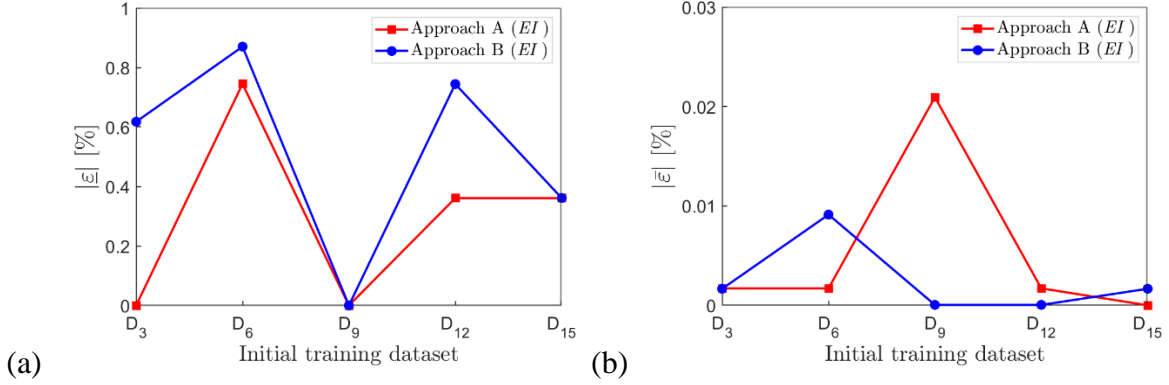 1
0.8
0.6
0.4
0.2
0
|ε| [%]
Approach A (EI)
Approach B (EI)
D3 D6 D9 D12 D15
Initial training dataset
(a)
0.03
0.02
0.01
0
|ε̄| [%]
Approach A (EI)
Approach B (EI)
D3 D6 D9 D12 D15
Initial training dataset
(b)